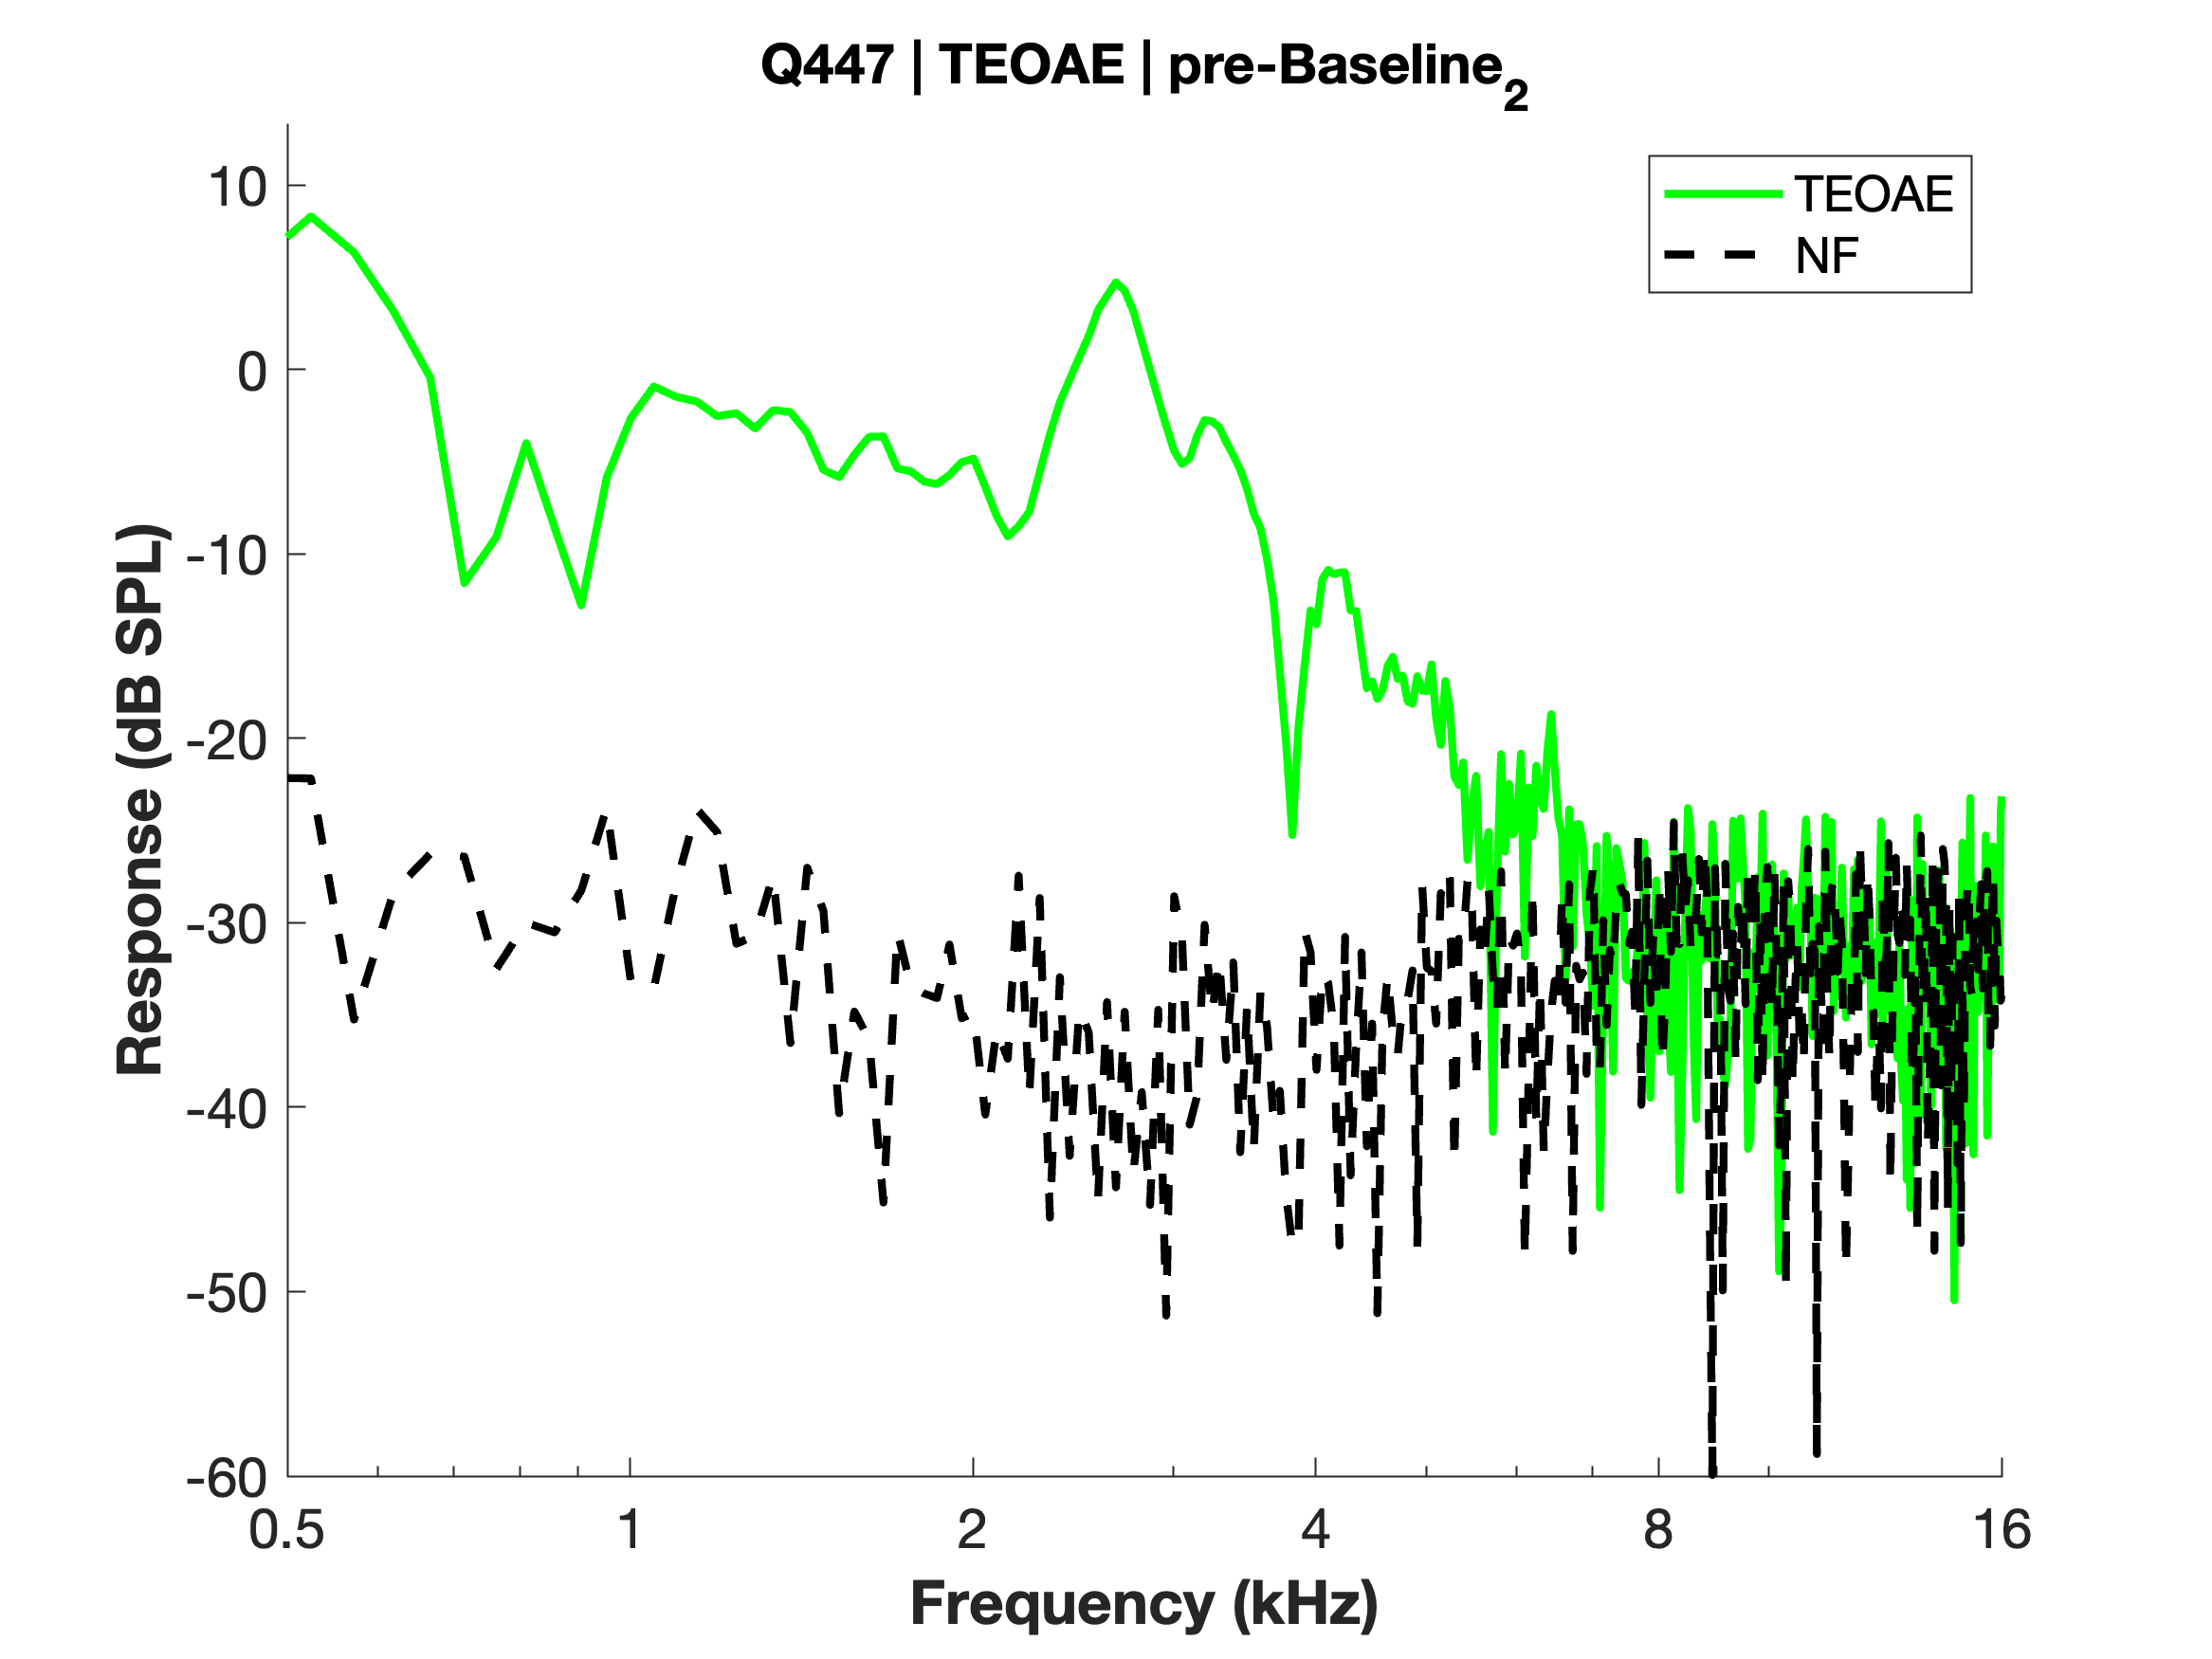 Q447 | TEOAE | pre-Baseline₂
TEOAE
NF
Response (dB SPL)
10
0
-10
-20
-30
-40
-50
-60
0.5 1 2 4 8 16
Frequency (kHz)